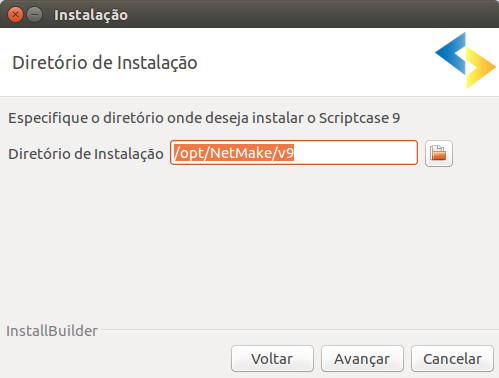 Instalação
Diretório de Instalação
Especifique o diretório onde deseja instalar o Scriptcase 9
Diretório de Instalação /opt/NetMake/v9
InstallBuilder
Voltar Avançar Cancelar